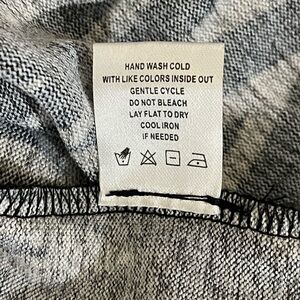 HAND WASH COLD
WITH LIKE COLORS INSIDE OUT
GENTLE CYCLE
DO NOT BLEACH
LAY FLAT TO DRY
COOL IRON
IF NEEDED